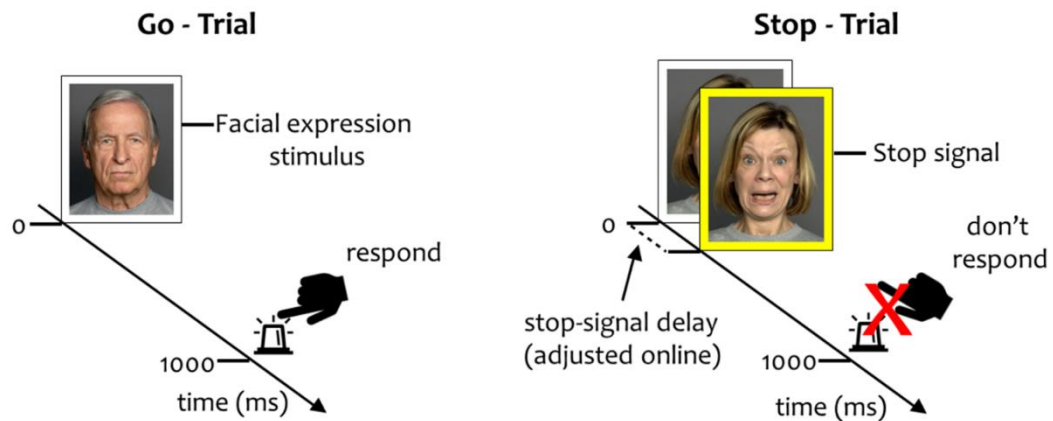 Go - Trial
Facial expression
stimulus
0
respond
1000
time (ms)
Stop - Trial
Stop signal
0
don't
respond
stop-signal delay
(adjusted online)
1000
time (ms)